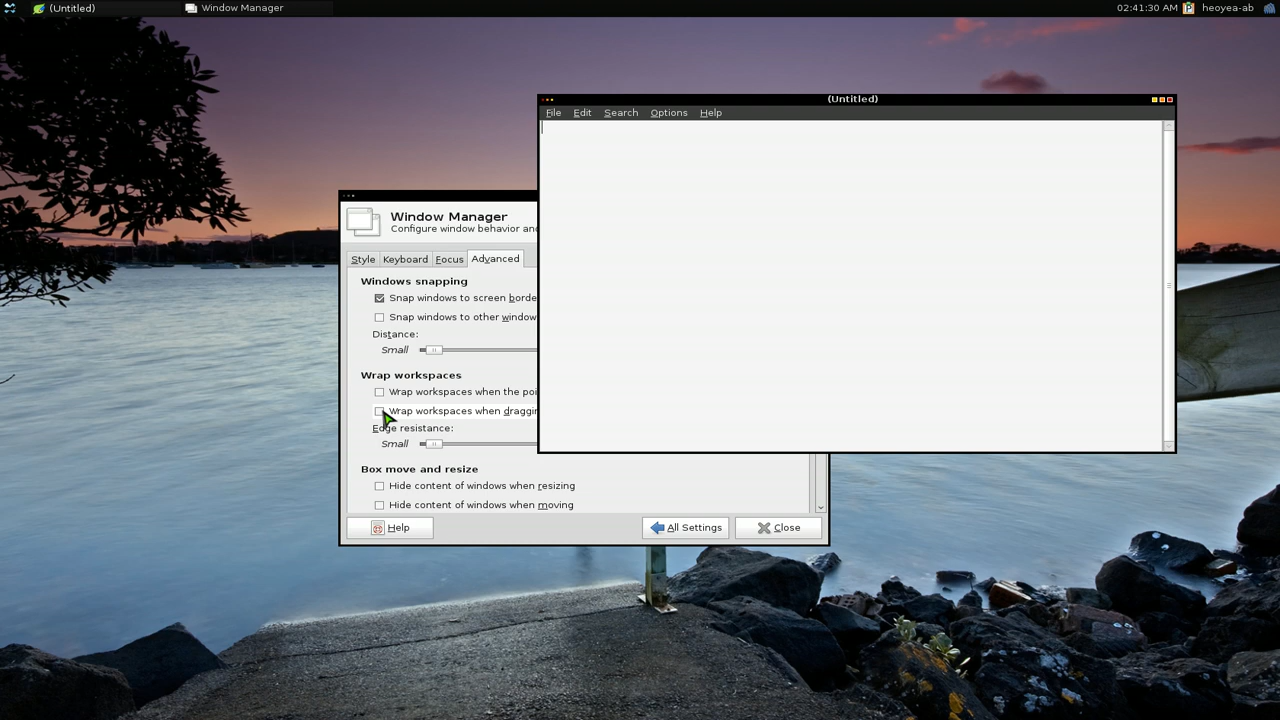 (Untitled)
Window Manager
02:41:30 AM
heoyea-ab
(Untitled)
File Edit Search Options Help
Window Manager
Configure window behavior and
Style Keyboard Focus Advanced
Windows snapping
Snap windows to screen borde
Snap windows to other window
Distance:
Small
Wrap workspaces
Wrap workspaces when the poi
Wrap workspaces when draggin
Edge resistance:
Small
Box move and resize
Hide content of windows when resizing
Hide content of windows when moving
Help
All Settings
Close